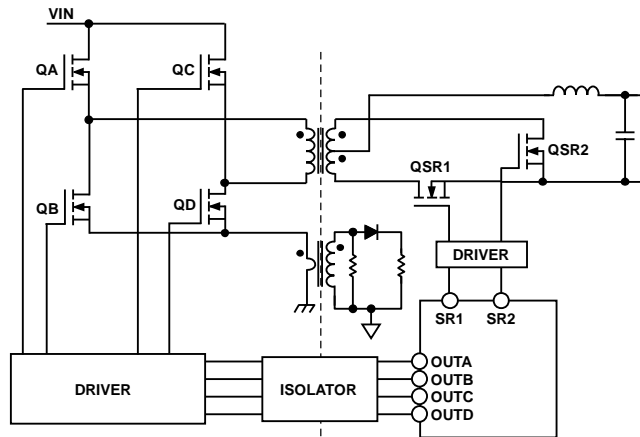 VIN
QA
QC
QSR1
QSR2
QB
QD
DRIVER
SR1
SR2
DRIVER
ISOLATOR
OUTA
OUTB
OUTC
OUTD